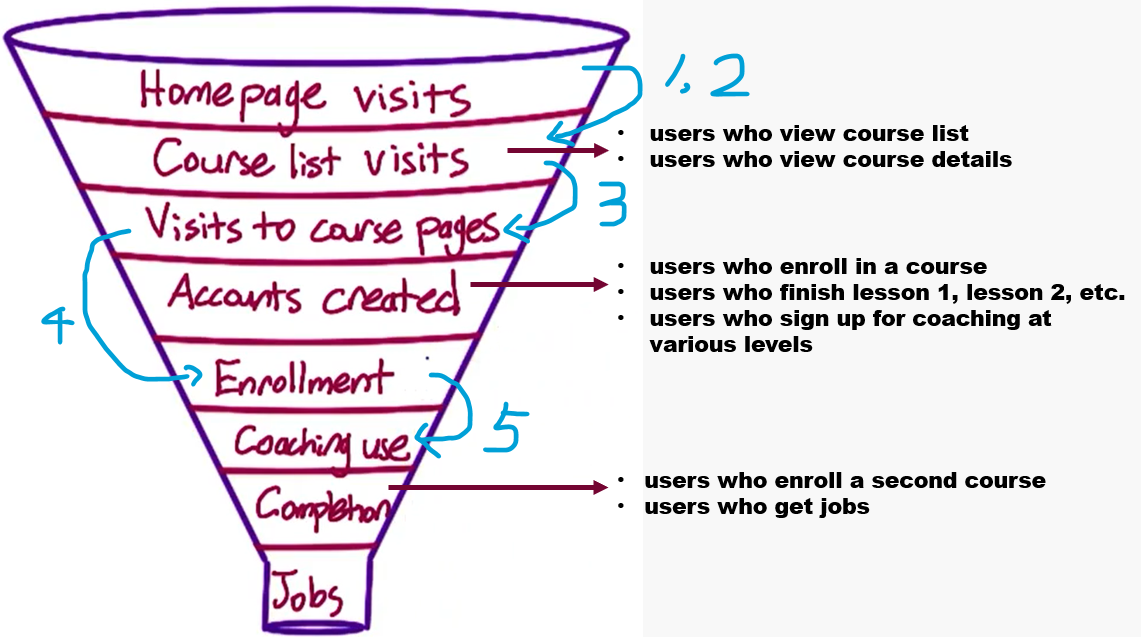 Homepage visits
1, 2
Course list visits
• users who view course list
• users who view course details
3
Visits to course pages
Accounts created
• users who enroll in a course
• users who finish lesson 1, lesson 2, etc.
• users who sign up for coaching at
various levels
4
Enrollment
5
Coaching use
Completion
• users who enroll a second course
• users who get jobs
Jobs